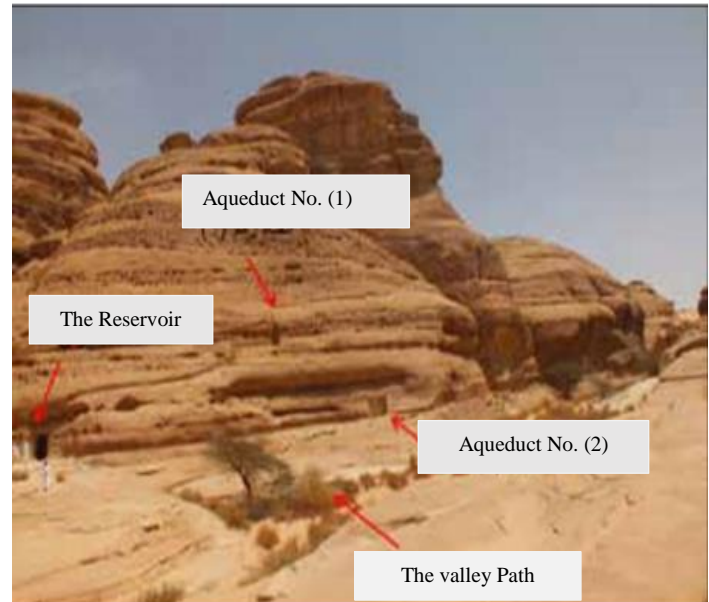 Aqueduct No. (1)
The Reservoir
Aqueduct No. (2)
The valley Path